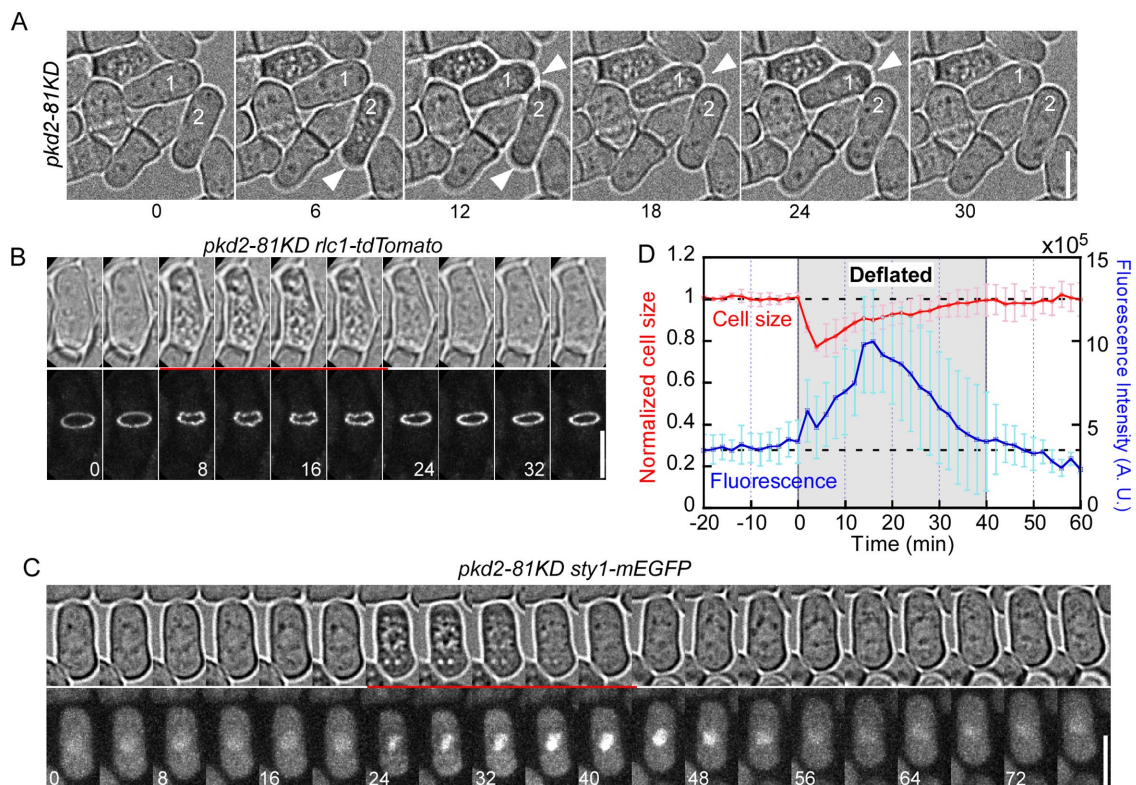 A
pkd2-81KD
1 1 1 1 1 1
2 2 2 2 2 2
0 6 12 18 24 30
B
pkd2-81KD rlc1-tdTomato
0 8 16 24 32
D
x10⁵
1.2
1
0.8
0.6
0.4
0.2
0
Normalized cell size
Deflated
Cell size
Fluorescence
15
10
5
0
Fluorescence Intensity (A. U.)
-20 -10 0 10 20 30 40 50 60
Time (min)
C
pkd2-81KD sty1-mEGFP
0 8 16 24 32 40 48 56 64 72